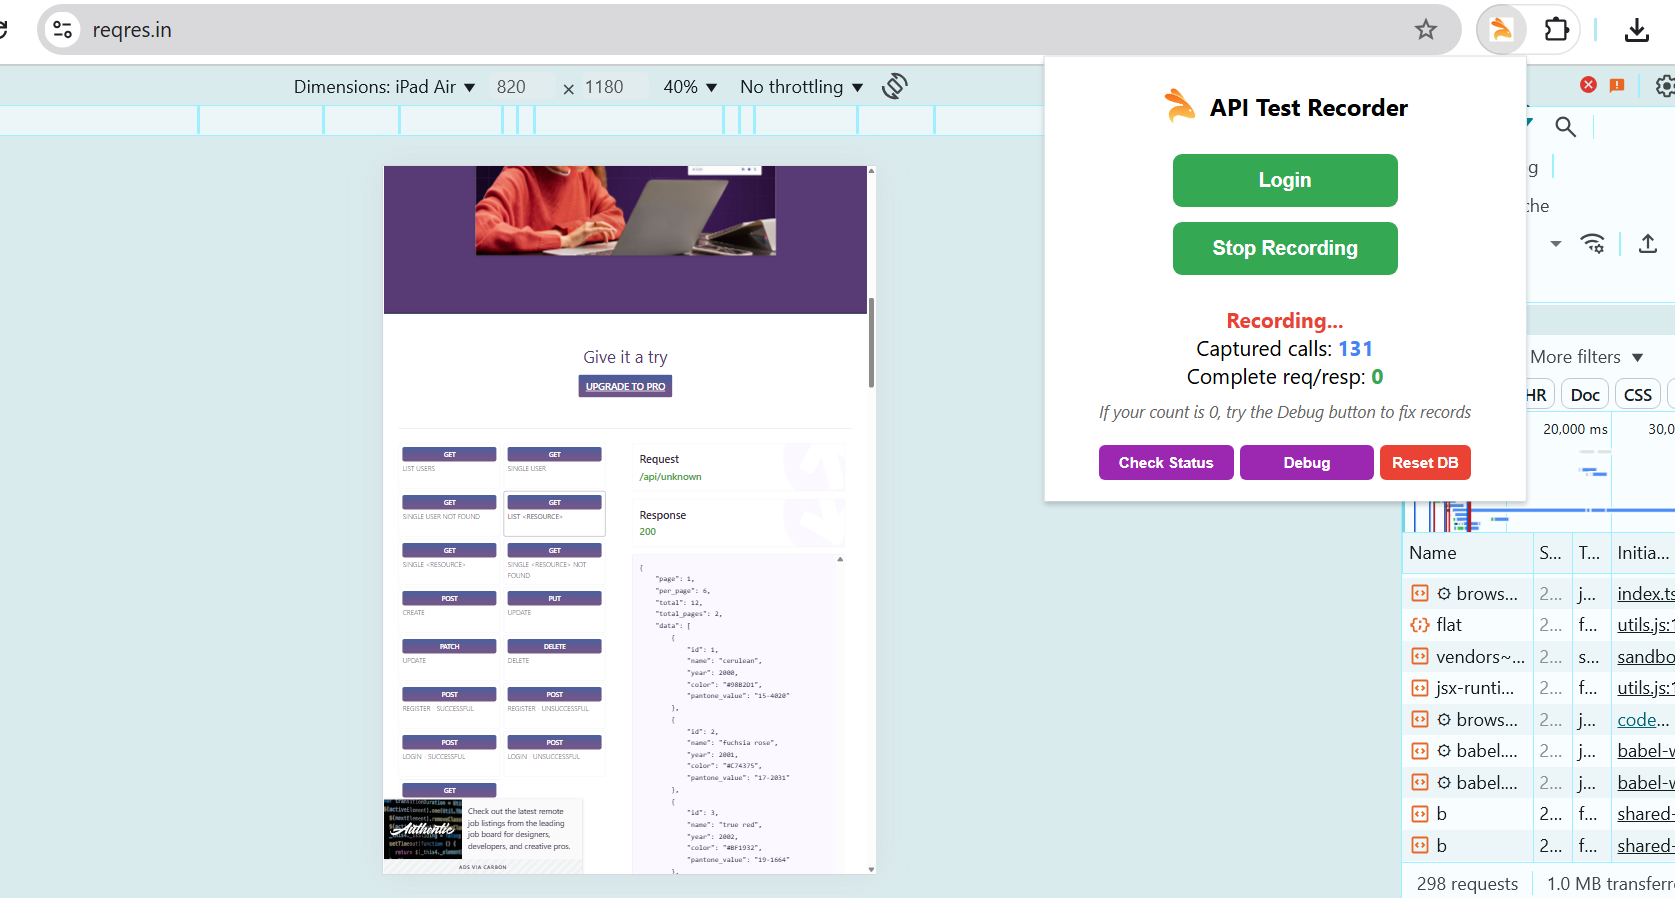 reqres.in
Dimensions: iPad Air ▼ 820 × 1180 40% ▼ No throttling ▼
API Test Recorder
Login
Stop Recording
Recording...
Captured calls: 131
Complete req/resp: 0
If your count is 0, try the Debug button to fix records
Check Status Debug Reset DB
Give it a try
UPGRADE TO PRO
GET
LIST USERS
GET
SINGLE USER
GET
SINGLE USER NOT FOUND
GET
LIST <RESOURCE>
GET
SINGLE <RESOURCE>
GET
SINGLE <RESOURCE> NOT
FOUND
POST
CREATE
PUT
UPDATE
PATCH
UPDATE
DELETE
DELETE
POST
REGISTER - SUCCESSFUL
POST
REGISTER - UNSUCCESSFUL
POST
LOGIN - SUCCESSFUL
POST
LOGIN - UNSUCCESSFUL
GET
Authentic
Check out the latest remote
job listings from the leading
job board for designers,
developers, and creative pros.
ADS VIA CARBON
Request
/api/unknown
Response
200
{
"page": 1,
"per_page": 6,
"total": 12,
"total_pages": 2,
"data": [
{
"id": 1,
"name": "cerulean",
"year": 2000,
"color": "#98B2D1",
"pantone_value": "15-4020"
},
{
"id": 2,
"name": "fuchsia rose",
"year": 2001,
"color": "#C74375",
"pantone_value": "17-2031"
},
{
"id": 3,
"name": "true red",
"year": 2002,
"color": "#BF1932",
"pantone_value": "19-1664"
},
g
che
More filters ▼
HR Doc CSS
20,000 ms 30,0
Name S... T... Initia...
brows... 2... j... index.ts
flat 2... f... utils.js:1
vendors~... 2... s... sandbo
jsx-runti... 2... f... utils.js:1
brows... 2... j... code...
babel.... 2... j... babel-w
babel.... 2... j... babel-w
b 2... f... shared-
b 2... f... shared-
298 requests 1.0 MB transferre